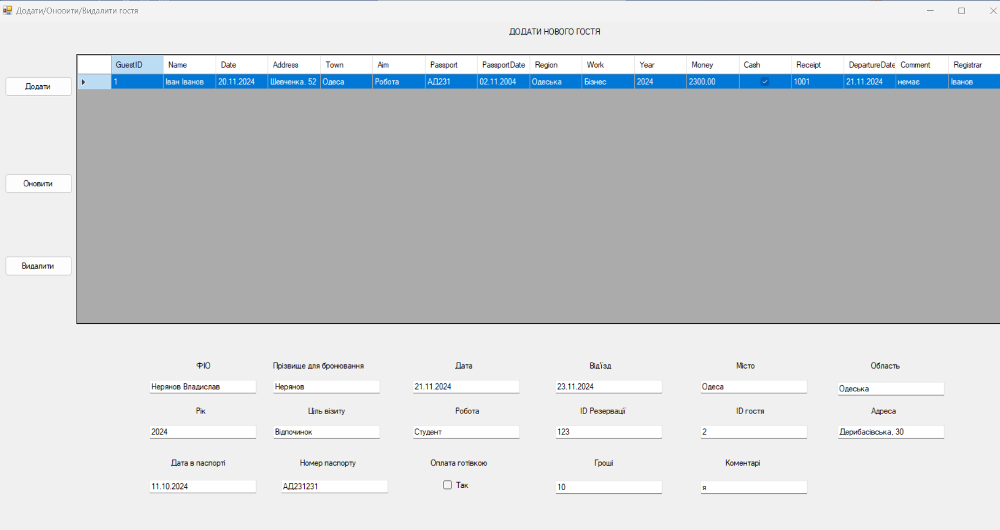 Додати/Оновити/Видалити гостя
ДОДАТИ НОВОГО ГОСТЯ
GuestID Name Date Address Town Aim Passport PassportDate Region Work Year Money Cash Receipt DepartureDate Comment Registrar
1 Іван Іванов 20.11.2024 Шевченка, 52 Одеса Робота АД231 02.11.2004 Одеська Бізнес 2024 2300,00 1001 21.11.2024 немає Іванов
Додати
Оновити
Видалити
ФІО Прізвище для бронювання Дата Від'їзд Місто Область
Нерянов Владислав Нерянов 21.11.2024 23.11.2024 Одеса Одеська
Рік Ціль візиту Робота ID Резервації ID гостя Адреса
2024 Відпочинок Студент 123 2 Дерибасівська, 30
Дата в паспорті Номер паспорту Оплата готівкою Гроші Коментарі
11.10.2024 АД231231 Так 10 я